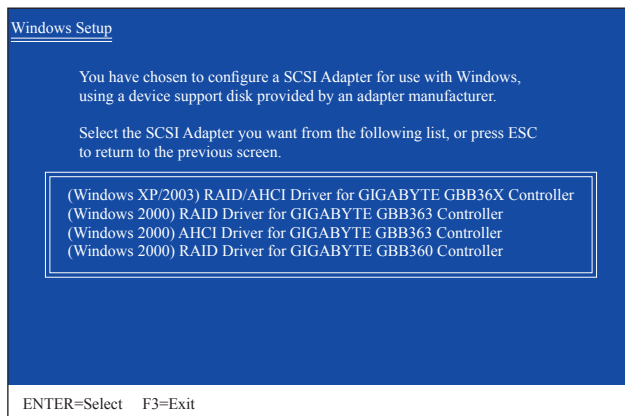 Windows Setup
You have chosen to configure a SCSI Adapter for use with Windows,
using a device support disk provided by an adapter manufacturer.
Select the SCSI Adapter you want from the following list, or press ESC
to return to the previous screen.
(Windows XP/2003) RAID/AHCI Driver for GIGABYTE GBB36X Controller
(Windows 2000) RAID Driver for GIGABYTE GBB363 Controller
(Windows 2000) AHCI Driver for GIGABYTE GBB363 Controller
(Windows 2000) RAID Driver for GIGABYTE GBB360 Controller
ENTER=Select F3=Exit